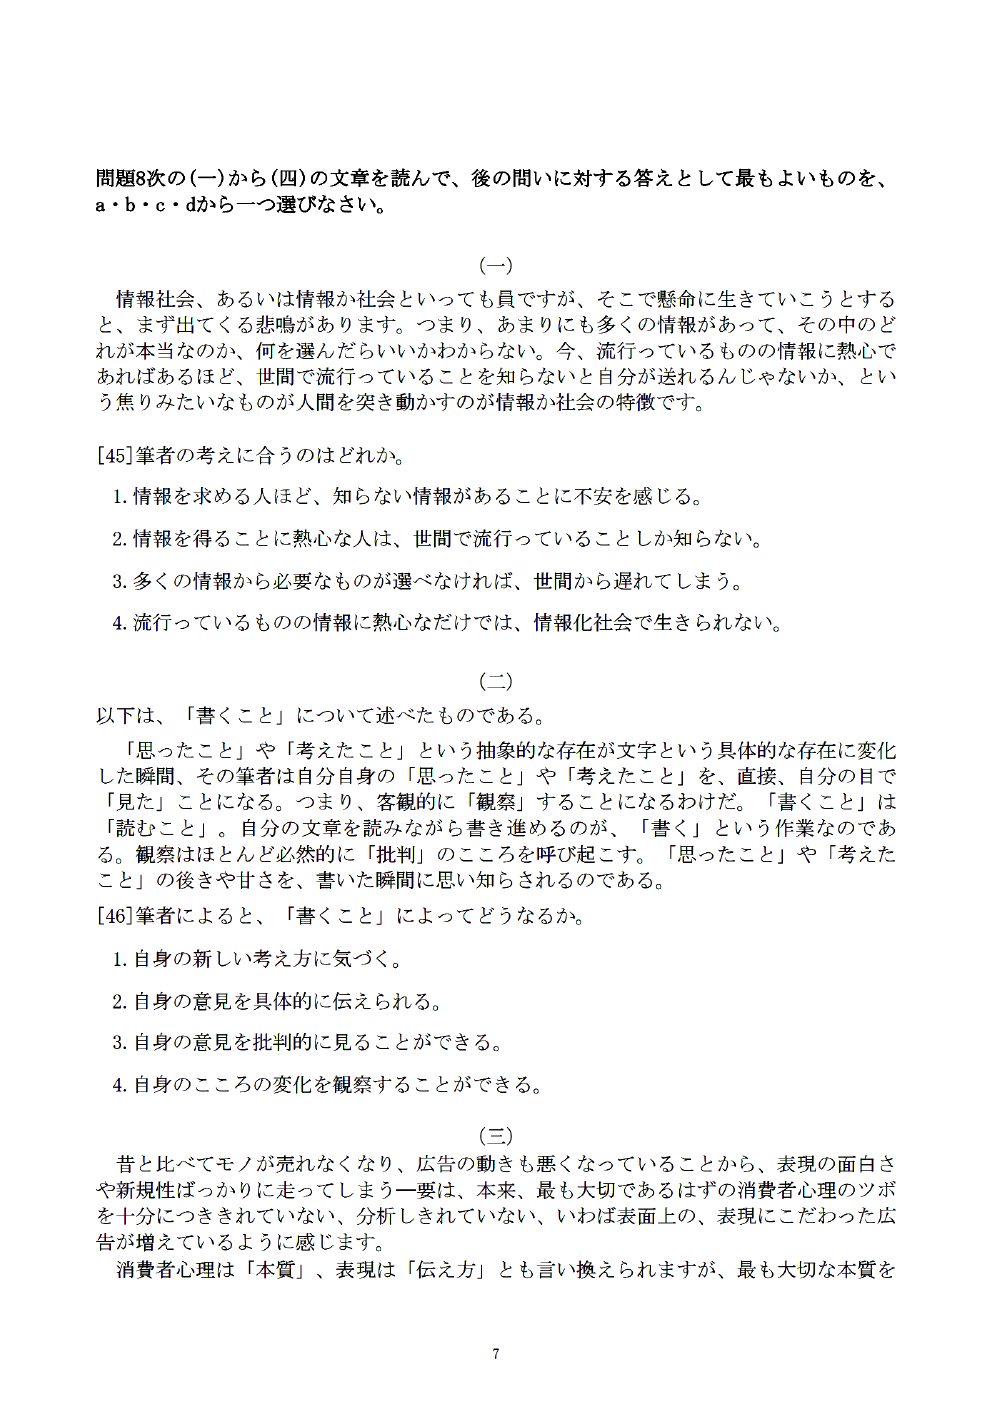 問題8次の(一)から(四)の文章を読んで、後の問いに対する答えとして最もよいものを、
a・b・c・dから一つ選びなさい。
(一)
情報社会、あるいは情報か社会といっても員ですが、そこで懸命に生きていこうとする
と、まず出てくる悲鳴があります。つまり、あまりにも多くの情報があって、その中のど
れが本当なのか、何を選んだらいいかわからない。今、流行っているものの情報に熱心で
あればあるほど、世間で流行っていることを知らないと自分が送れるんじゃないか、とい
う焦りみたいなものが人間を突き動かすのが情報か社会の特徴です。
[45]筆者の考えに合うのはどれか。
1.情報を求める人ほど、知らない情報があることに不安を感じる。
2.情報を得ることに熱心な人は、世間で流行っていることしか知らない。
3.多くの情報から必要なものが選べなければ、世間から遅れてしまう。
4.流行っているものの情報に熱心なだけでは、情報化社会で生きられない。
(二)
以下は、「書くこと」について述べたものである。
「思ったこと」や「考えたこと」という抽象的な存在が文字という具体的な存在に変化
した瞬間、その筆者は自分自身の「思ったこと」や「考えたこと」を、直接、自分の目で
「見た」ことになる。つまり、客観的に「観察」することになるわけだ。「書くこと」は
「読むこと」。自分の文章を読みながら書き進めるのが、「書く」という作業なのであ
る。観察はほとんど必然的に「批判」のこころを呼び起こす。「思ったこと」や「考えた
こと」の後きや甘さを、書いた瞬間に思い知らされるのである。
[46]筆者によると、「書くこと」によってどうなるか。
1.自身の新しい考え方に気づく。
2.自身の意見を具体的に伝えられる。
3.自身の意見を批判的に見ることができる。
4.自身のこころの変化を観察することができる。
(三)
昔と比べてモノが売れなくなり、広告の動きも悪くなっていることから、表現の面白さ
や新規性ばっかりに走ってしまう―要は、本来、最も大切であるはずの消費者心理のツボ
を十分につききれていない、分析しきれていない、いわば表面上の、表現にこだわった広
告が増えているように感じます。
消費者心理は「本質」、表現は「伝え方」とも言い換えられますが、最も大切な本質を
7